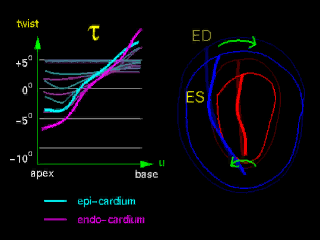 twist
τ
+5°
0°
-5°
-10°
u
apex
base
epi-cardium
endo-cardium
ED
ES